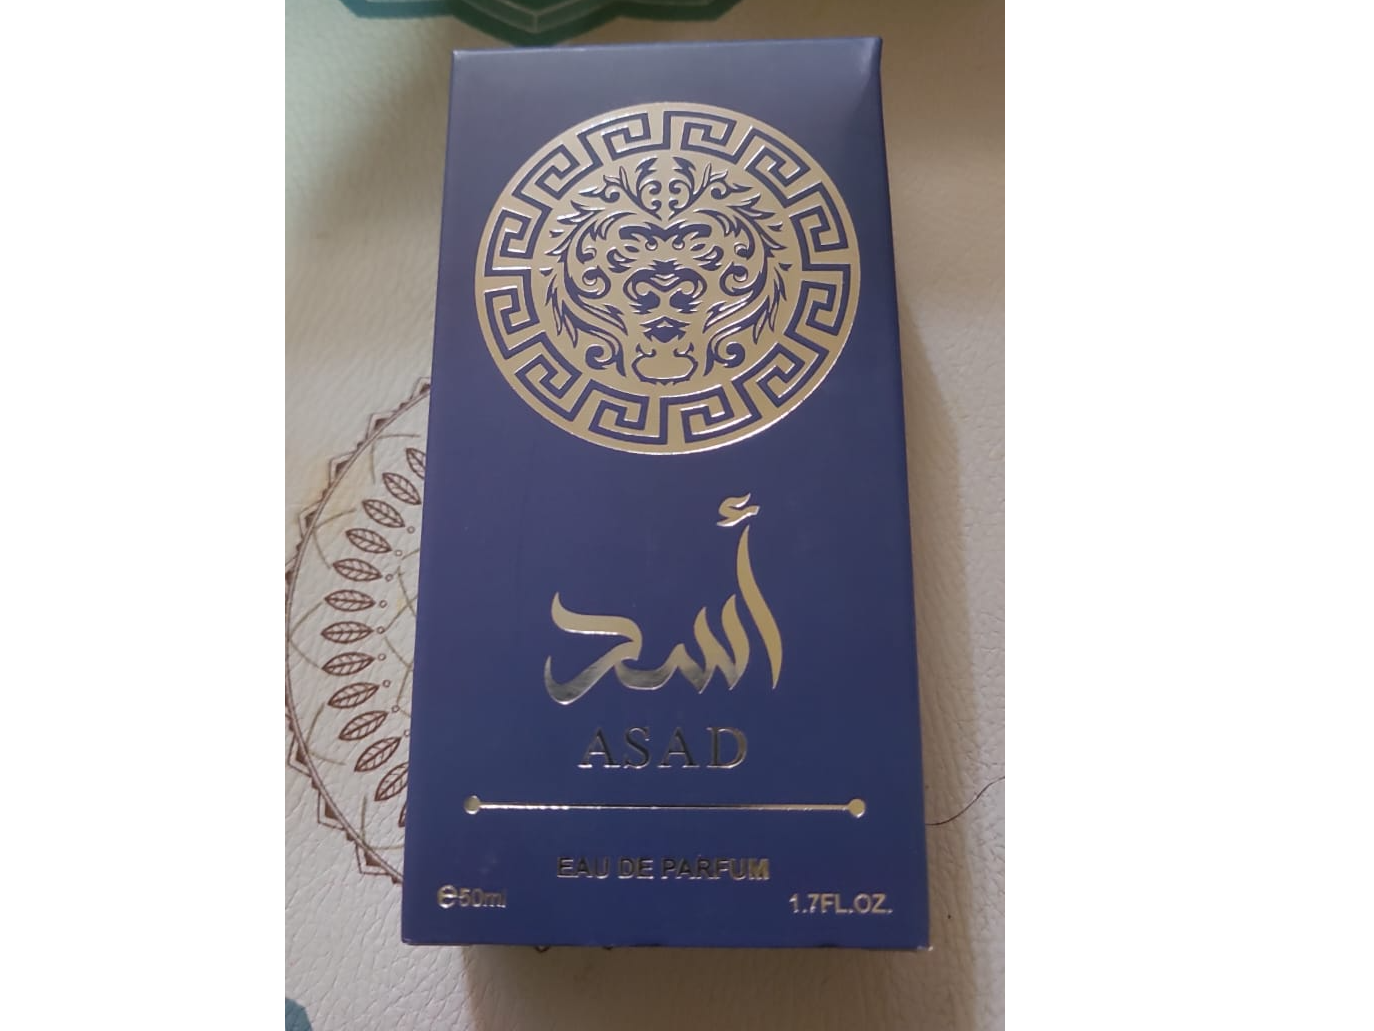 أسد
ASAD
EAU DE PARFUM
℮50ml 1.7FL.OZ.